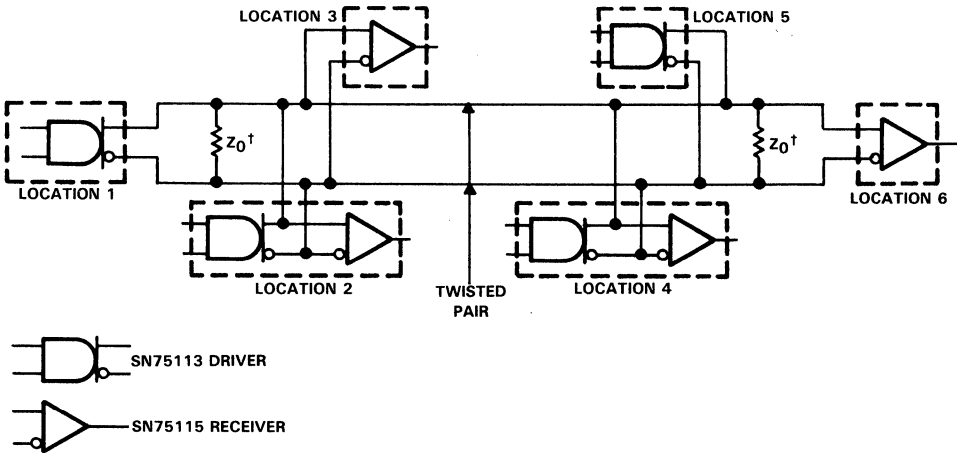 LOCATION 3
LOCATION 5
Z0†
Z0†
LOCATION 1
LOCATION 6
LOCATION 2
TWISTED
PAIR
LOCATION 4
SN75113 DRIVER
SN75115 RECEIVER